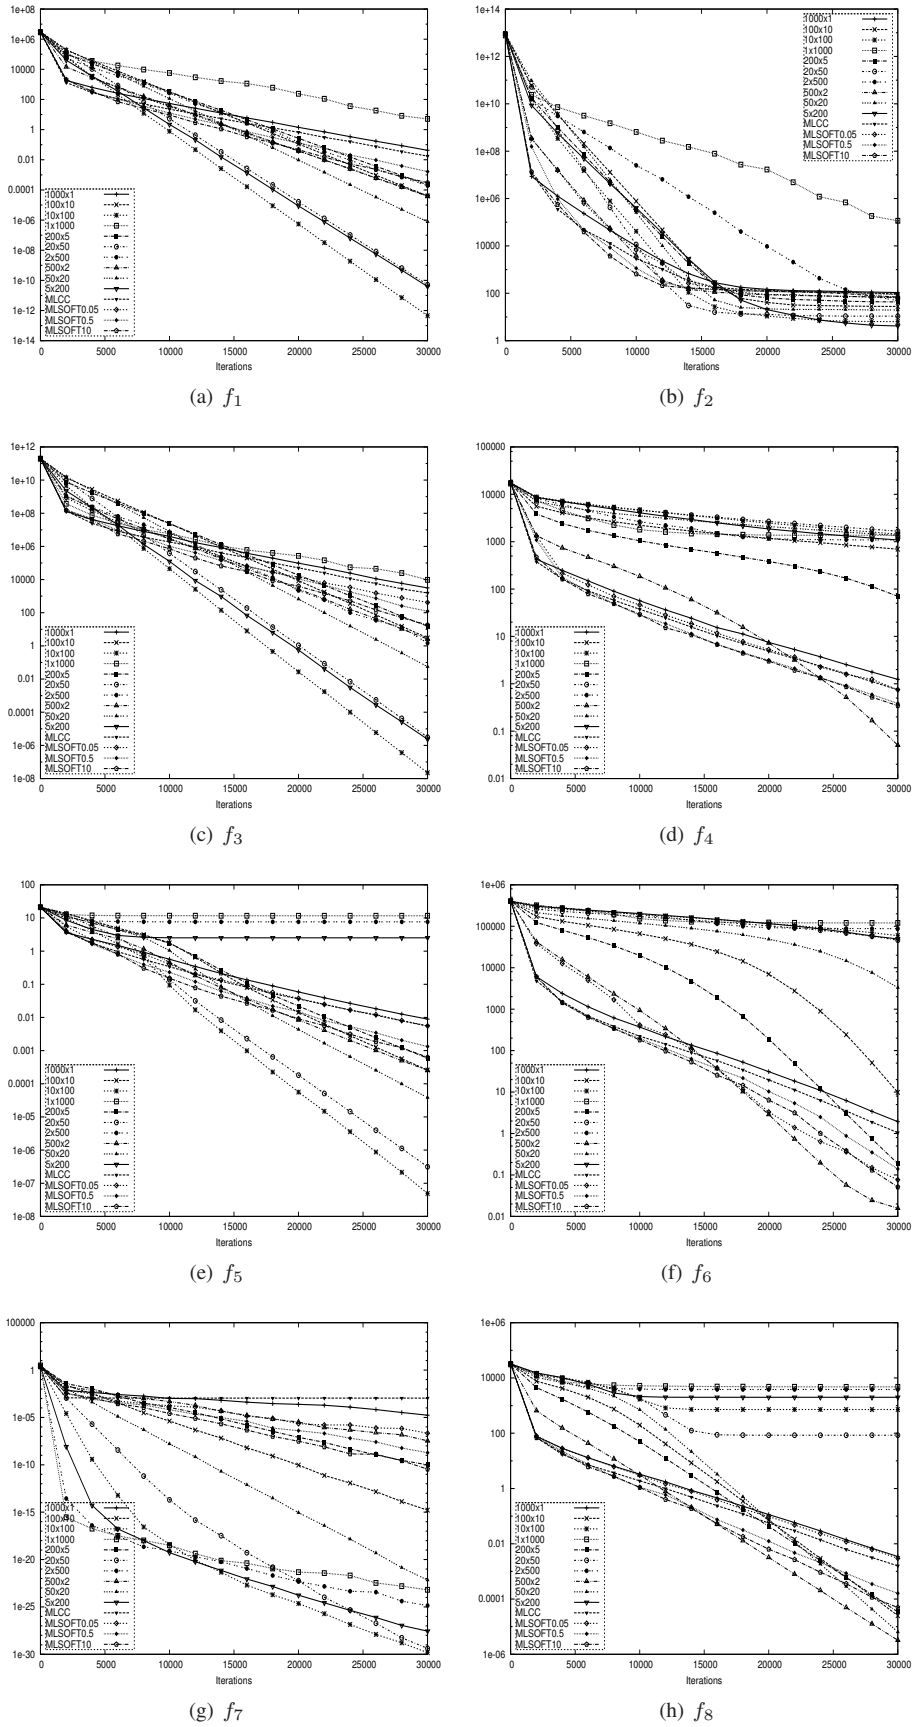 1e+08
1e+06
10000
100
1
0.01
0.0001
1e-06
1e-08
1e-10
1e-12
1e-14
1000x1
100x10
10x100
1x1000
200x5
20x50
2x500
500x2
50x20
5x200
MLCC
MLSOFT0.05
MLSOFT0.5
MLSOFT10
0 5000 10000 15000 20000 25000 30000
Iterations
(a) f1
1e+14
1e+12
1e+10
1e+08
1e+06
10000
100
1
1000x1
100x10
10x100
1x1000
200x5
20x50
2x500
500x2
50x20
5x200
MLCC
MLSOFT0.05
MLSOFT0.5
MLSOFT10
0 5000 10000 15000 20000 25000 30000
Iterations
(b) f2
1e+12
1e+10
1e+08
1e+06
10000
100
1
0.01
0.0001
1e-06
1e-08
1000x1
100x10
10x100
1x1000
200x5
20x50
2x500
500x2
50x20
5x200
MLCC
MLSOFT0.05
MLSOFT0.5
MLSOFT10
0 5000 10000 15000 20000 25000 30000
Iterations
(c) f3
100000
10000
1000
100
10
1
0.1
0.01
1000x1
100x10
10x100
1x1000
200x5
20x50
2x500
500x2
50x20
5x200
MLCC
MLSOFT0.05
MLSOFT0.5
MLSOFT10
0 5000 10000 15000 20000 25000 30000
Iterations
(d) f4
100
10
1
0.1
0.01
0.001
0.0001
1e-05
1e-06
1e-07
1e-08
1000x1
100x10
10x100
1x1000
200x5
20x50
2x500
500x2
50x20
5x200
MLCC
MLSOFT0.05
MLSOFT0.5
MLSOFT10
0 5000 10000 15000 20000 25000 30000
Iterations
(e) f5
1e+06
100000
10000
1000
100
10
1
0.1
0.01
1000x1
100x10
10x100
1x1000
200x5
20x50
2x500
500x2
50x20
5x200
MLCC
MLSOFT0.05
MLSOFT0.5
MLSOFT10
0 5000 10000 15000 20000 25000 30000
Iterations
(f) f6
100000
1
1e-05
1e-10
1e-15
1e-20
1e-25
1e-30
1000x1
100x10
10x100
1x1000
200x5
20x50
2x500
500x2
50x20
5x200
MLCC
MLSOFT0.05
MLSOFT0.5
MLSOFT10
0 5000 10000 15000 20000 25000 30000
Iterations
(g) f7
1e+06
10000
100
1
0.01
0.0001
1e-06
1000x1
100x10
10x100
1x1000
200x5
20x50
2x500
500x2
50x20
5x200
MLCC
MLSOFT0.05
MLSOFT0.5
MLSOFT10
0 5000 10000 15000 20000 25000 30000
Iterations
(h) f8